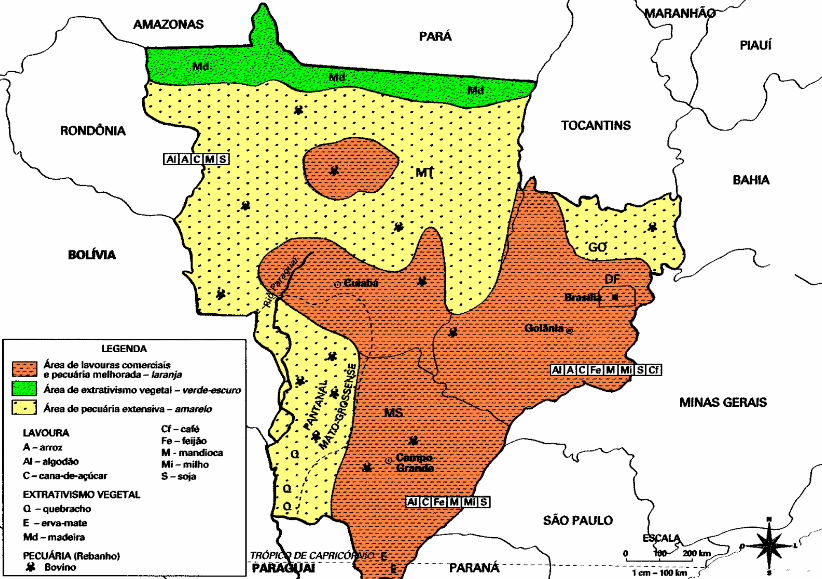 AMAZONAS
PARÁ
MARANHÃO
PIAUÍ
Md
Md
Md
RONDÔNIA
TOCANTINS
Al A C M S
MT
BAHIA
BOLÍVIA
GO
Rio Paraguai
Cuiabá
DF
Brasília
Goiânia
LEGENDA
Área de lavouras comerciais
e pecuária melhorada – laranja
Área de extrativismo vegetal – verde-escuro
Área de pecuária extensiva – amarelo
LAVOURA
A – arroz
Al – algodão
C – cana-de-açúcar
Cf – café
Fe – feijão
M - mandioca
Mi – milho
S – soja
EXTRATIVISMO VEGETAL
Q – quebracho
E – erva-mate
Md – madeira
PECUÁRIA (Rebanho)
Bovino
PANTANAL
MATO-GROSSENSE
Al A C Fe M Mi S Cf
MS
MINAS GERAIS
Q
Q
Q
Campo
Grande
Al C Fe M Mi S
SÃO PAULO
TRÓPICO DE CAPRICÓRNIO
E
E
PARAGUAI
PARANÁ
ESCALA
0 100 200 km
1 cm – 100 km
N
O L
S